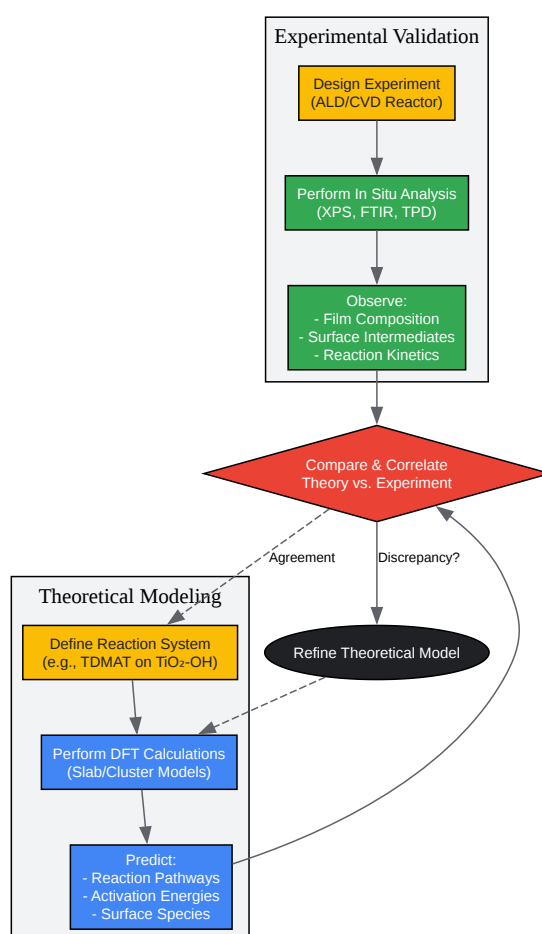 Experimental Validation
Design Experiment
(ALD/CVD Reactor)
Perform In Situ Analysis
(XPS, FTIR, TPD)
Observe:
- Film Composition
- Surface Intermediates
- Reaction Kinetics
Compare & Correlate
Theory vs. Experiment
Agreement
Discrepancy?
Theoretical Modeling
Define Reaction System
(e.g., TDMAT on TiO₂-OH)
Refine Theoretical Model
Perform DFT Calculations
(Slab/Cluster Models)
Predict:
- Reaction Pathways
- Activation Energies
- Surface Species